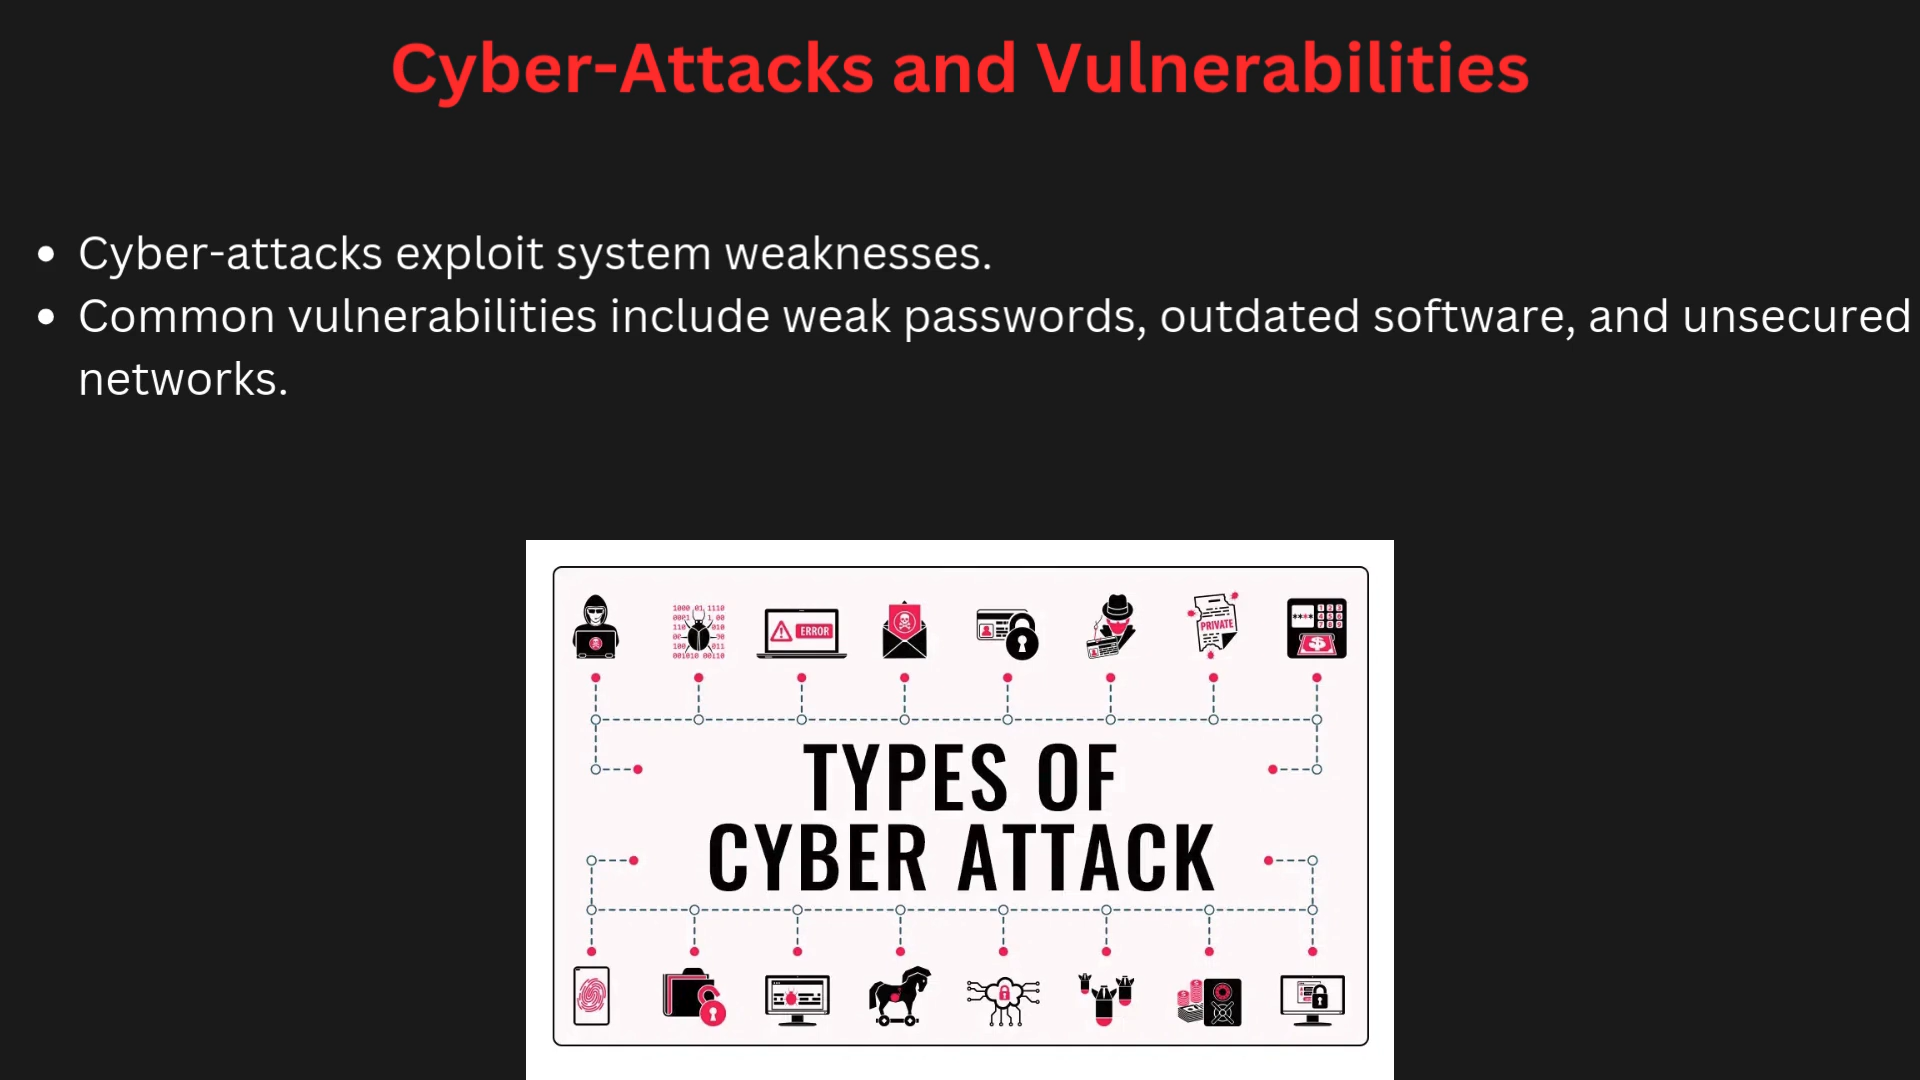 Cyber-Attacks and Vulnerabilities
• Cyber-attacks exploit system weaknesses.
• Common vulnerabilities include weak passwords, outdated software, and unsecured
networks.
ERROR
PRIVATE
TYPES OF
CYBER ATTACK